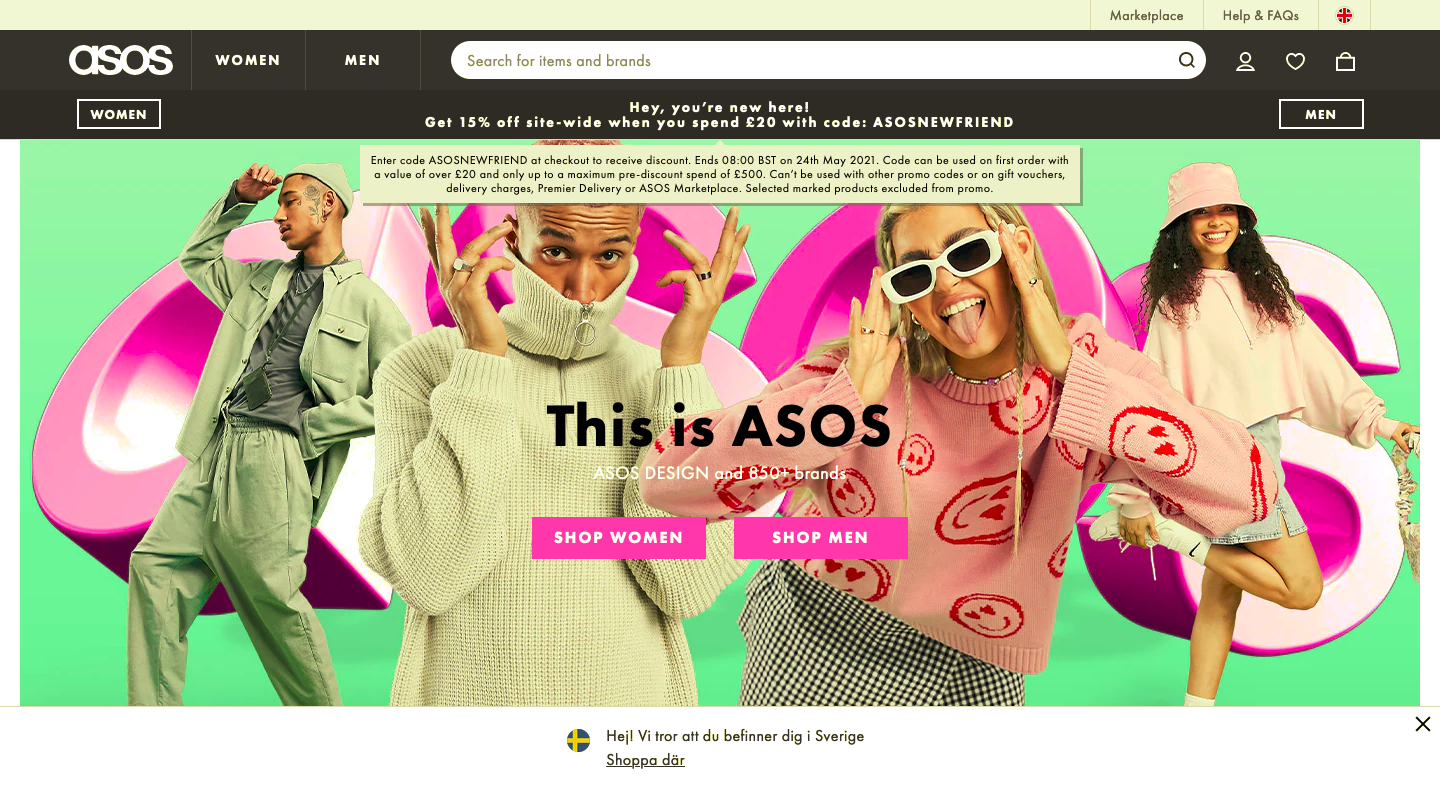 Marketplace
Help & FAQs
asos
WOMEN
MEN
Search for items and brands
WOMEN
Hey, you're new here!
Get 15% off site-wide when you spend £20 with code: ASOSNEWFRIEND
MEN
Enter code ASOSNEWFRIEND at checkout to receive discount. Ends 08:00 BST on 24th May 2021. Code can be used on first order with
a value of over £20 and only up to a maximum pre-discount spend of £500. Can't be used with other promo codes or on gift vouchers,
delivery charges, Premier Delivery or ASOS Marketplace. Selected marked products excluded from promo.
This is ASOS
ASOS DESIGN and 850+ brands
SHOP WOMEN
SHOP MEN
Hej! Vi tror att du befinner dig i Sverige
Shoppa där